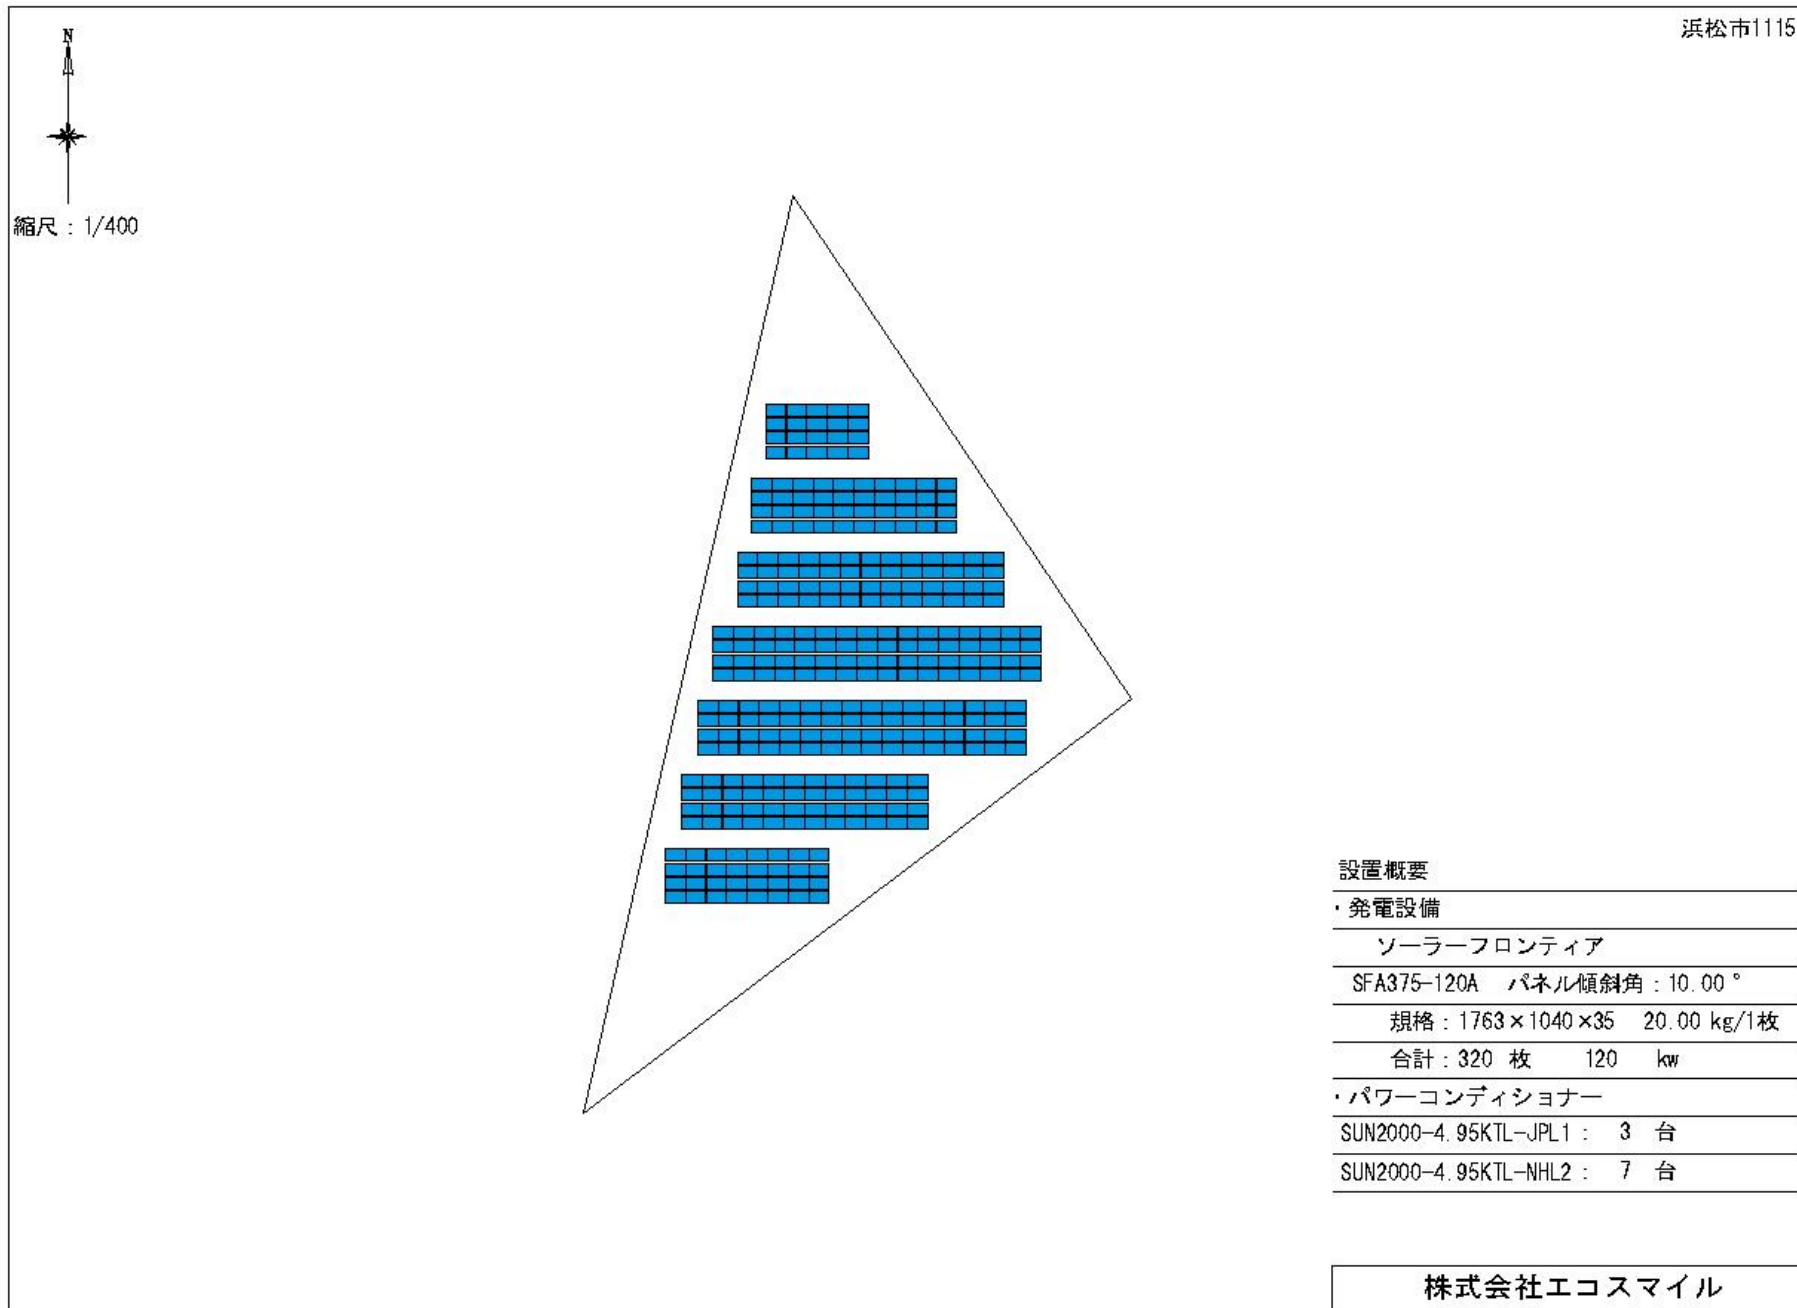 浜松市1115
N
縮尺：1/400
設置概要
・発電設備
ソーラーフロンティア
SFA375-120A パネル傾斜角：10.00°
規格：1763×1040×35 20.00 kg/1枚
合計：320 枚 120 kw
・パワーコンディショナー
SUN2000-4.95KTL-JPL1： 3 台
SUN2000-4.95KTL-NHL2： 7 台
株式会社エコスマイル